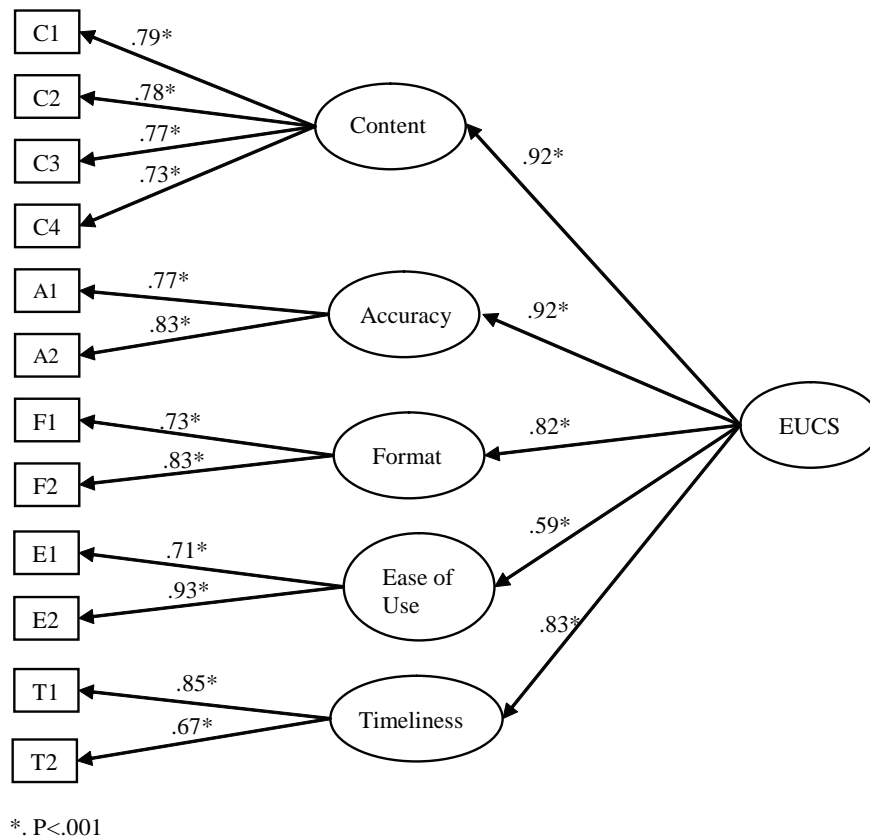 C1
.79*
C2
.78*
Content
C3
.77*
.92*
C4
.73*
A1
.77*
Accuracy
.92*
A2
.83*
F1
.73*
Format
.82*
EUCS
F2
.83*
E1
.71*
Ease of
Use
.59*
E2
.93*
T1
.85*
Timeliness
.83*
T2
.67*
*. P<.001